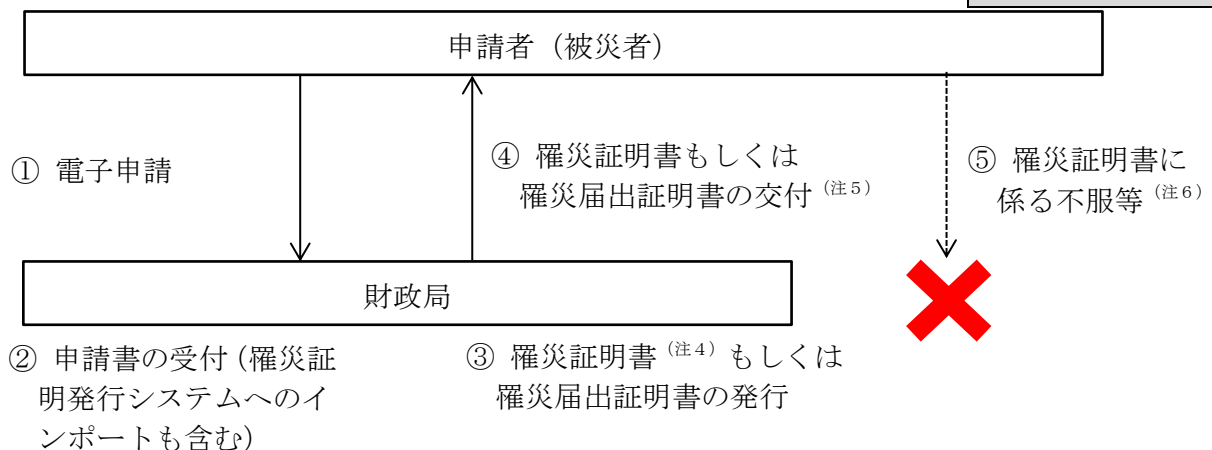 申請者（被災者）
① 電子申請
④ 罹災証明書もしくは
罹災届出証明書の交付（注５）
⑤ 罹災証明書に
係る不服等（注６）
財政局
② 申請書の受付（罹災証
明発行システムへのイ
ンポートも含む）
③ 罹災証明書（注４）もしくは
罹災届出証明書の発行